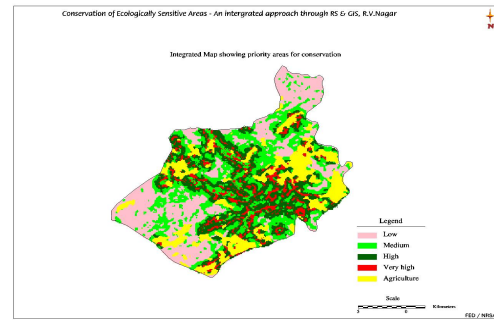 Conservation of Ecologically Sensitive Areas - An intergrated approach through RS & GIS, R.V.Nagar
N
Integrated Map showing priority areas for conservation
Legend
Low
Medium
High
Very high
Agriculture
Scale
Kilometers
FED / NRSA